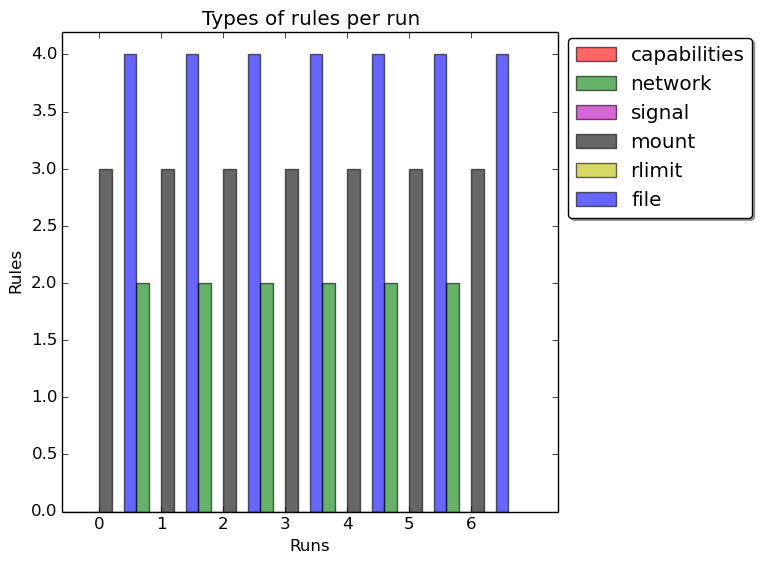 Types of rules per run
4.0
3.5
3.0
2.5
2.0
1.5
1.0
0.5
0.0
Rules
0 1 2 3 4 5 6
Runs
capabilities
network
signal
mount
rlimit
file